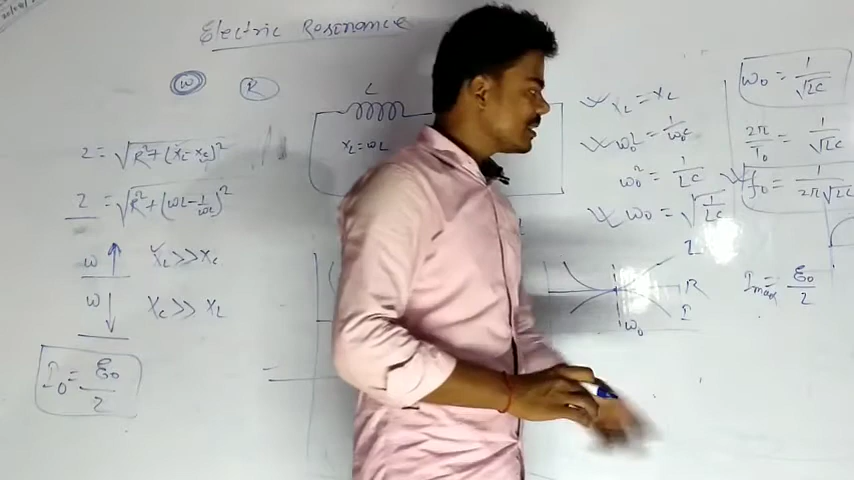 Electric Resonance
ω R
Z = √R²+(X_L-X_C)²
Z = √R²+(ωL-1/ωC)²
ω ↑ X_L>>X_C
ω ↓ X_C>>X_L
I₀ = ℰ₀/Z
L
X_L=ωL
X_L = X_C
ω₀L = 1/ω₀C
ω₀² = 1/LC
ω₀ = √1/LC
Z
R
I
ω₀
ω₀ = 1/√LC
2π/T₀ = 1/√LC
f₀ = 1/2π√LC
I_max = ℰ₀/Z